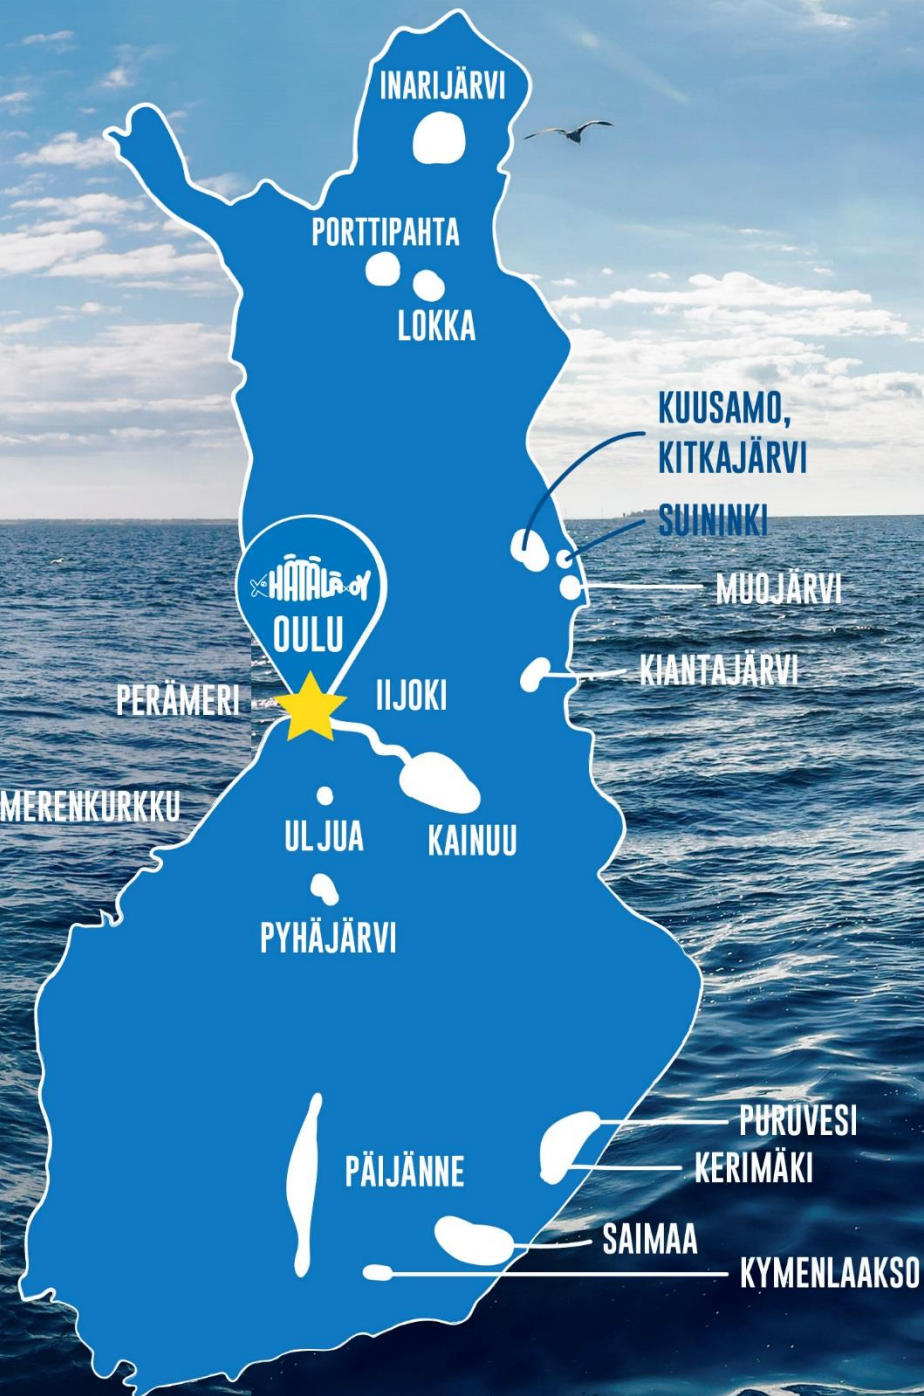 INARIJÄRVI
PORTTIPAHTA
LOKKA
KUUSAMO,
KITKAJÄRVI
SUININKI
HÄTÄLÄ OY
OULU
MUOJÄRVI
KIANTAJÄRVI
PERÄMERI
IIJOKI
MERENKURKKU
ULJUA
KAINUU
PYHÄJÄRVI
PURUVESI
PÄIJÄNNE
KERIMÄKI
SAIMAA
KYMENLAAKSO